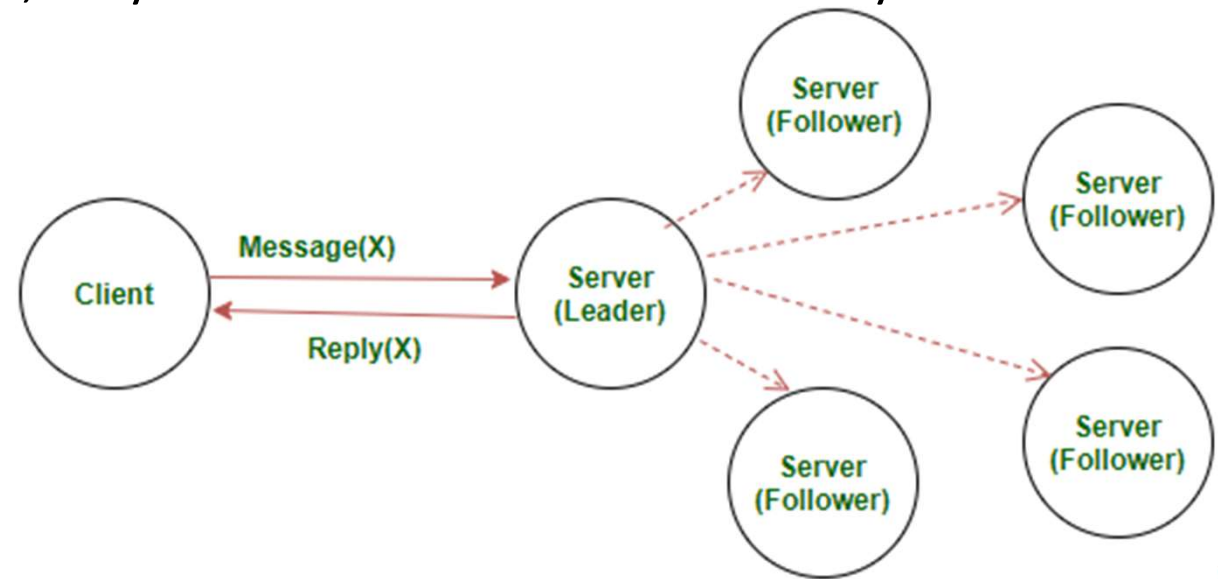 Server
(Follower)
Server
(Follower)
Message(X)
Client
Server
(Leader)
Reply(X)
Server
(Follower)
Server
(Follower)